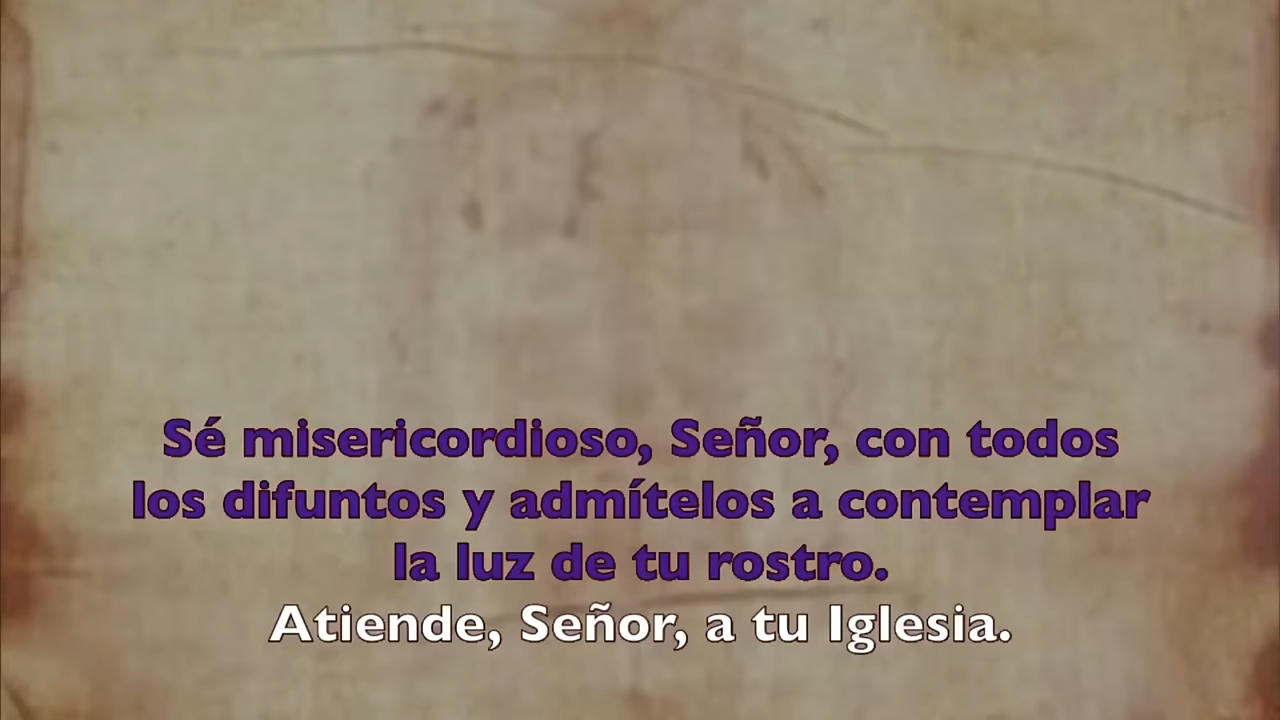 Sé misericordioso, Señor, con todos
los difuntos y admítelos a contemplar
la luz de tu rostro.
Atiende, Señor, a tu Iglesia.